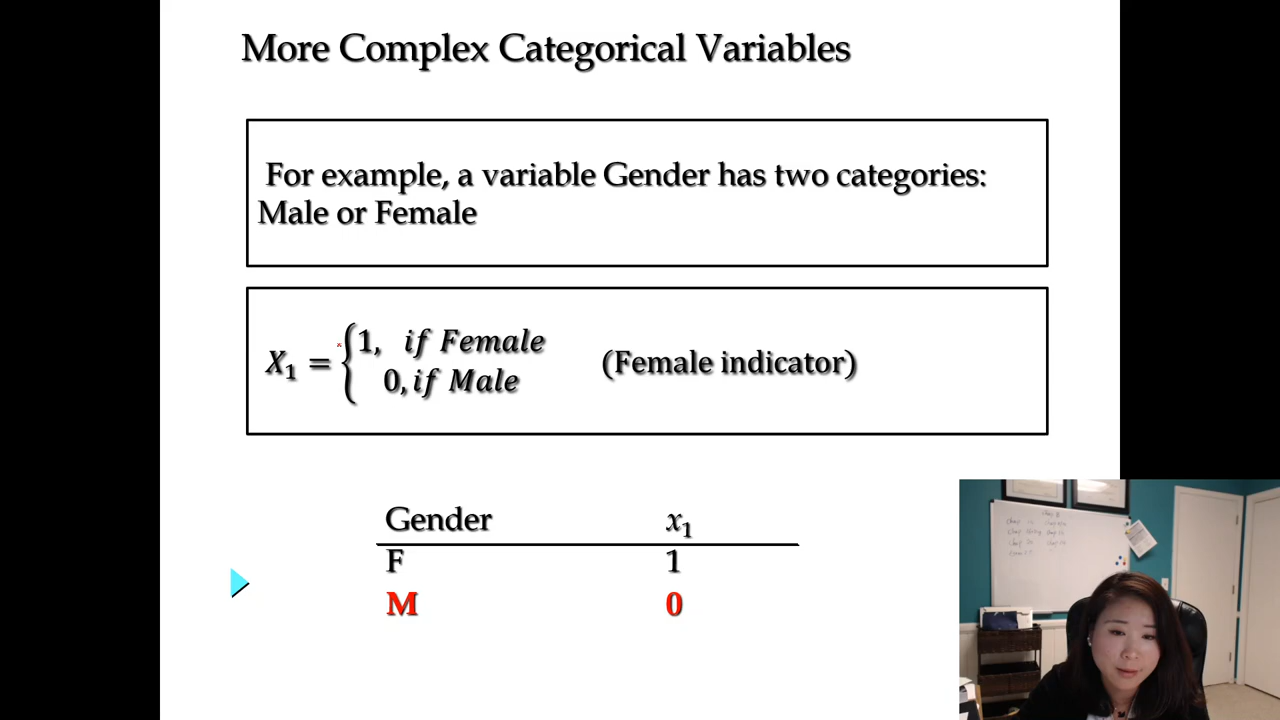 More Complex Categorical Variables
For example, a variable Gender has two categories:
Male or Female
X₁ = { 1, if Female
0, if Male
(Female indicator)
Gender x₁
F 1
M 0